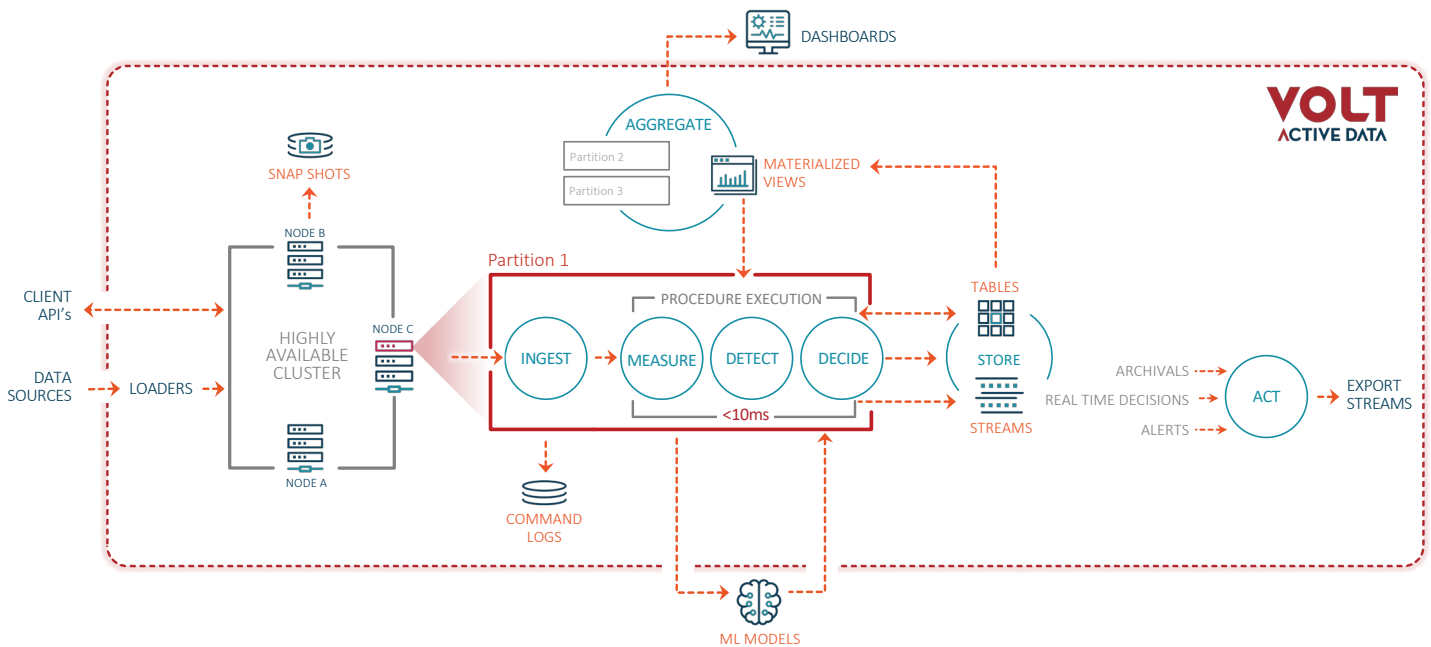 DASHBOARDS
VOLT
ACTIVE DATA
AGGREGATE
Partition 2
Partition 3
MATERIALIZED
VIEWS
SNAP SHOTS
NODE B
Partition 1
CLIENT
API's
HIGHLY
AVAILABLE
CLUSTER
NODE C
DATA
SOURCES
LOADERS
NODE A
PROCEDURE EXECUTION
INGEST
MEASURE
DETECT
DECIDE
<10ms
TABLES
STORE
STREAMS
ARCHIVALS
REAL TIME DECISIONS
ALERTS
ACT
EXPORT
STREAMS
COMMAND
LOGS
ML MODELS